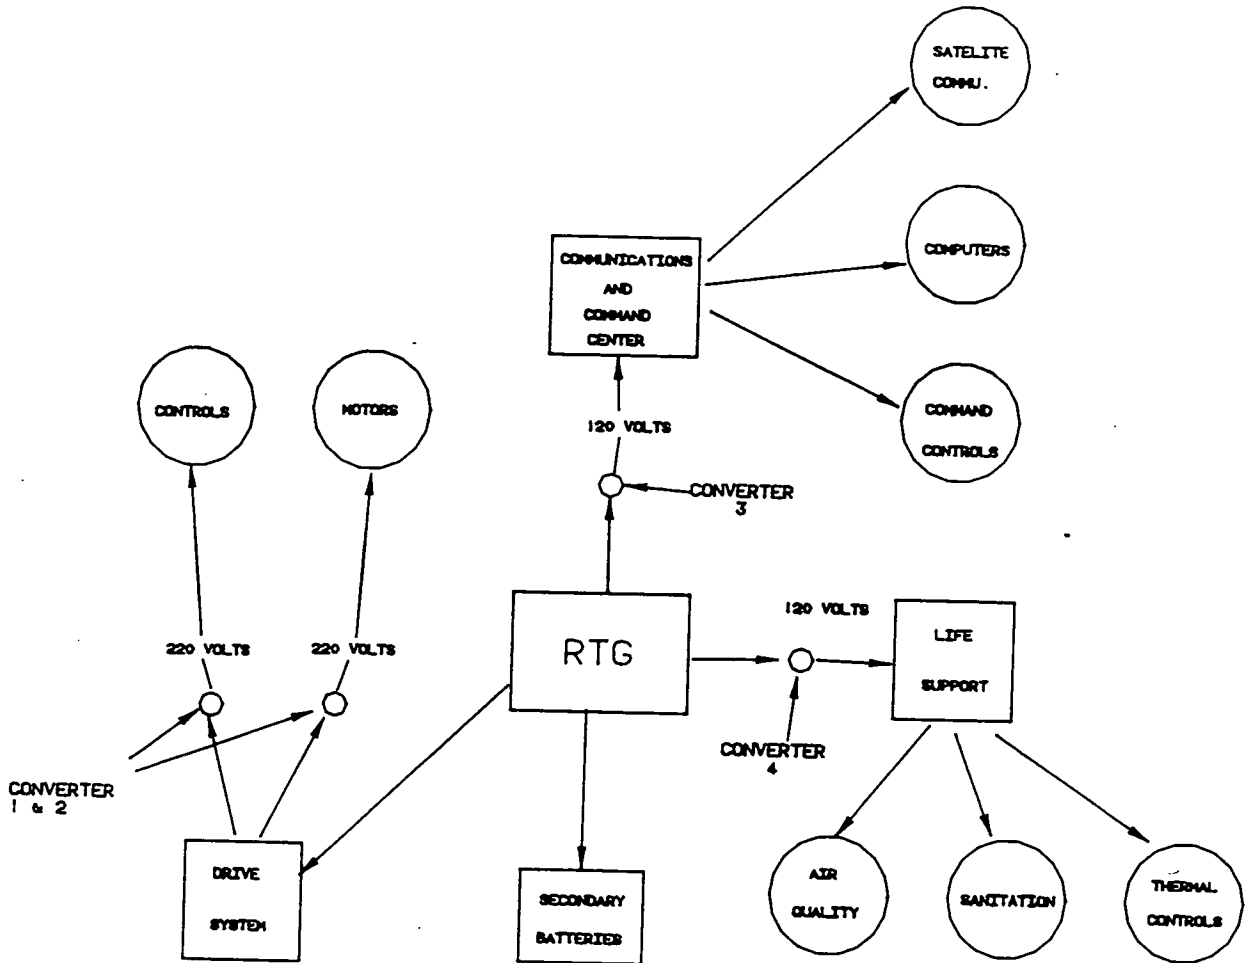 SATELITE
COMMU.
COMPUTERS
COMMUNICATIONS
AND
COMMAND
CENTER
CONTROLS
MOTORS
COMMAND
CONTROLS
120 VOLTS
CONVERTER
3
220 VOLTS
220 VOLTS
RTG
120 VOLTS
LIFE
SUPPORT
CONVERTER
4
CONVERTER
1 & 2
DRIVE
SYSTEM
SECONDARY
BATTERIES
AIR
QUALITY
SANITATION
THERMAL
CONTROLS